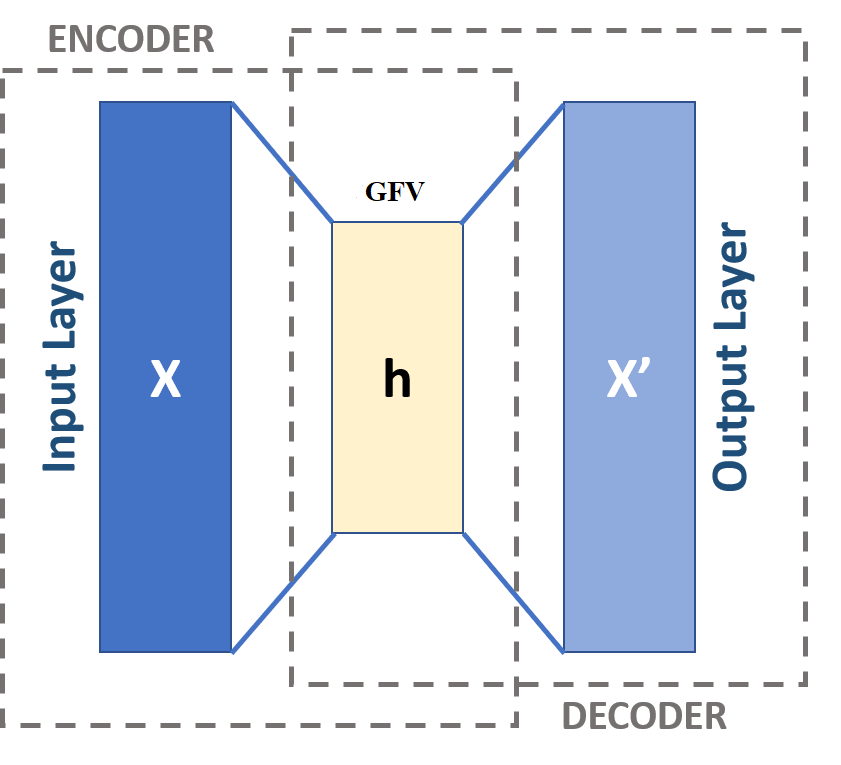 ENCODER
GFV
Input Layer
X
h
X’
Output Layer
DECODER